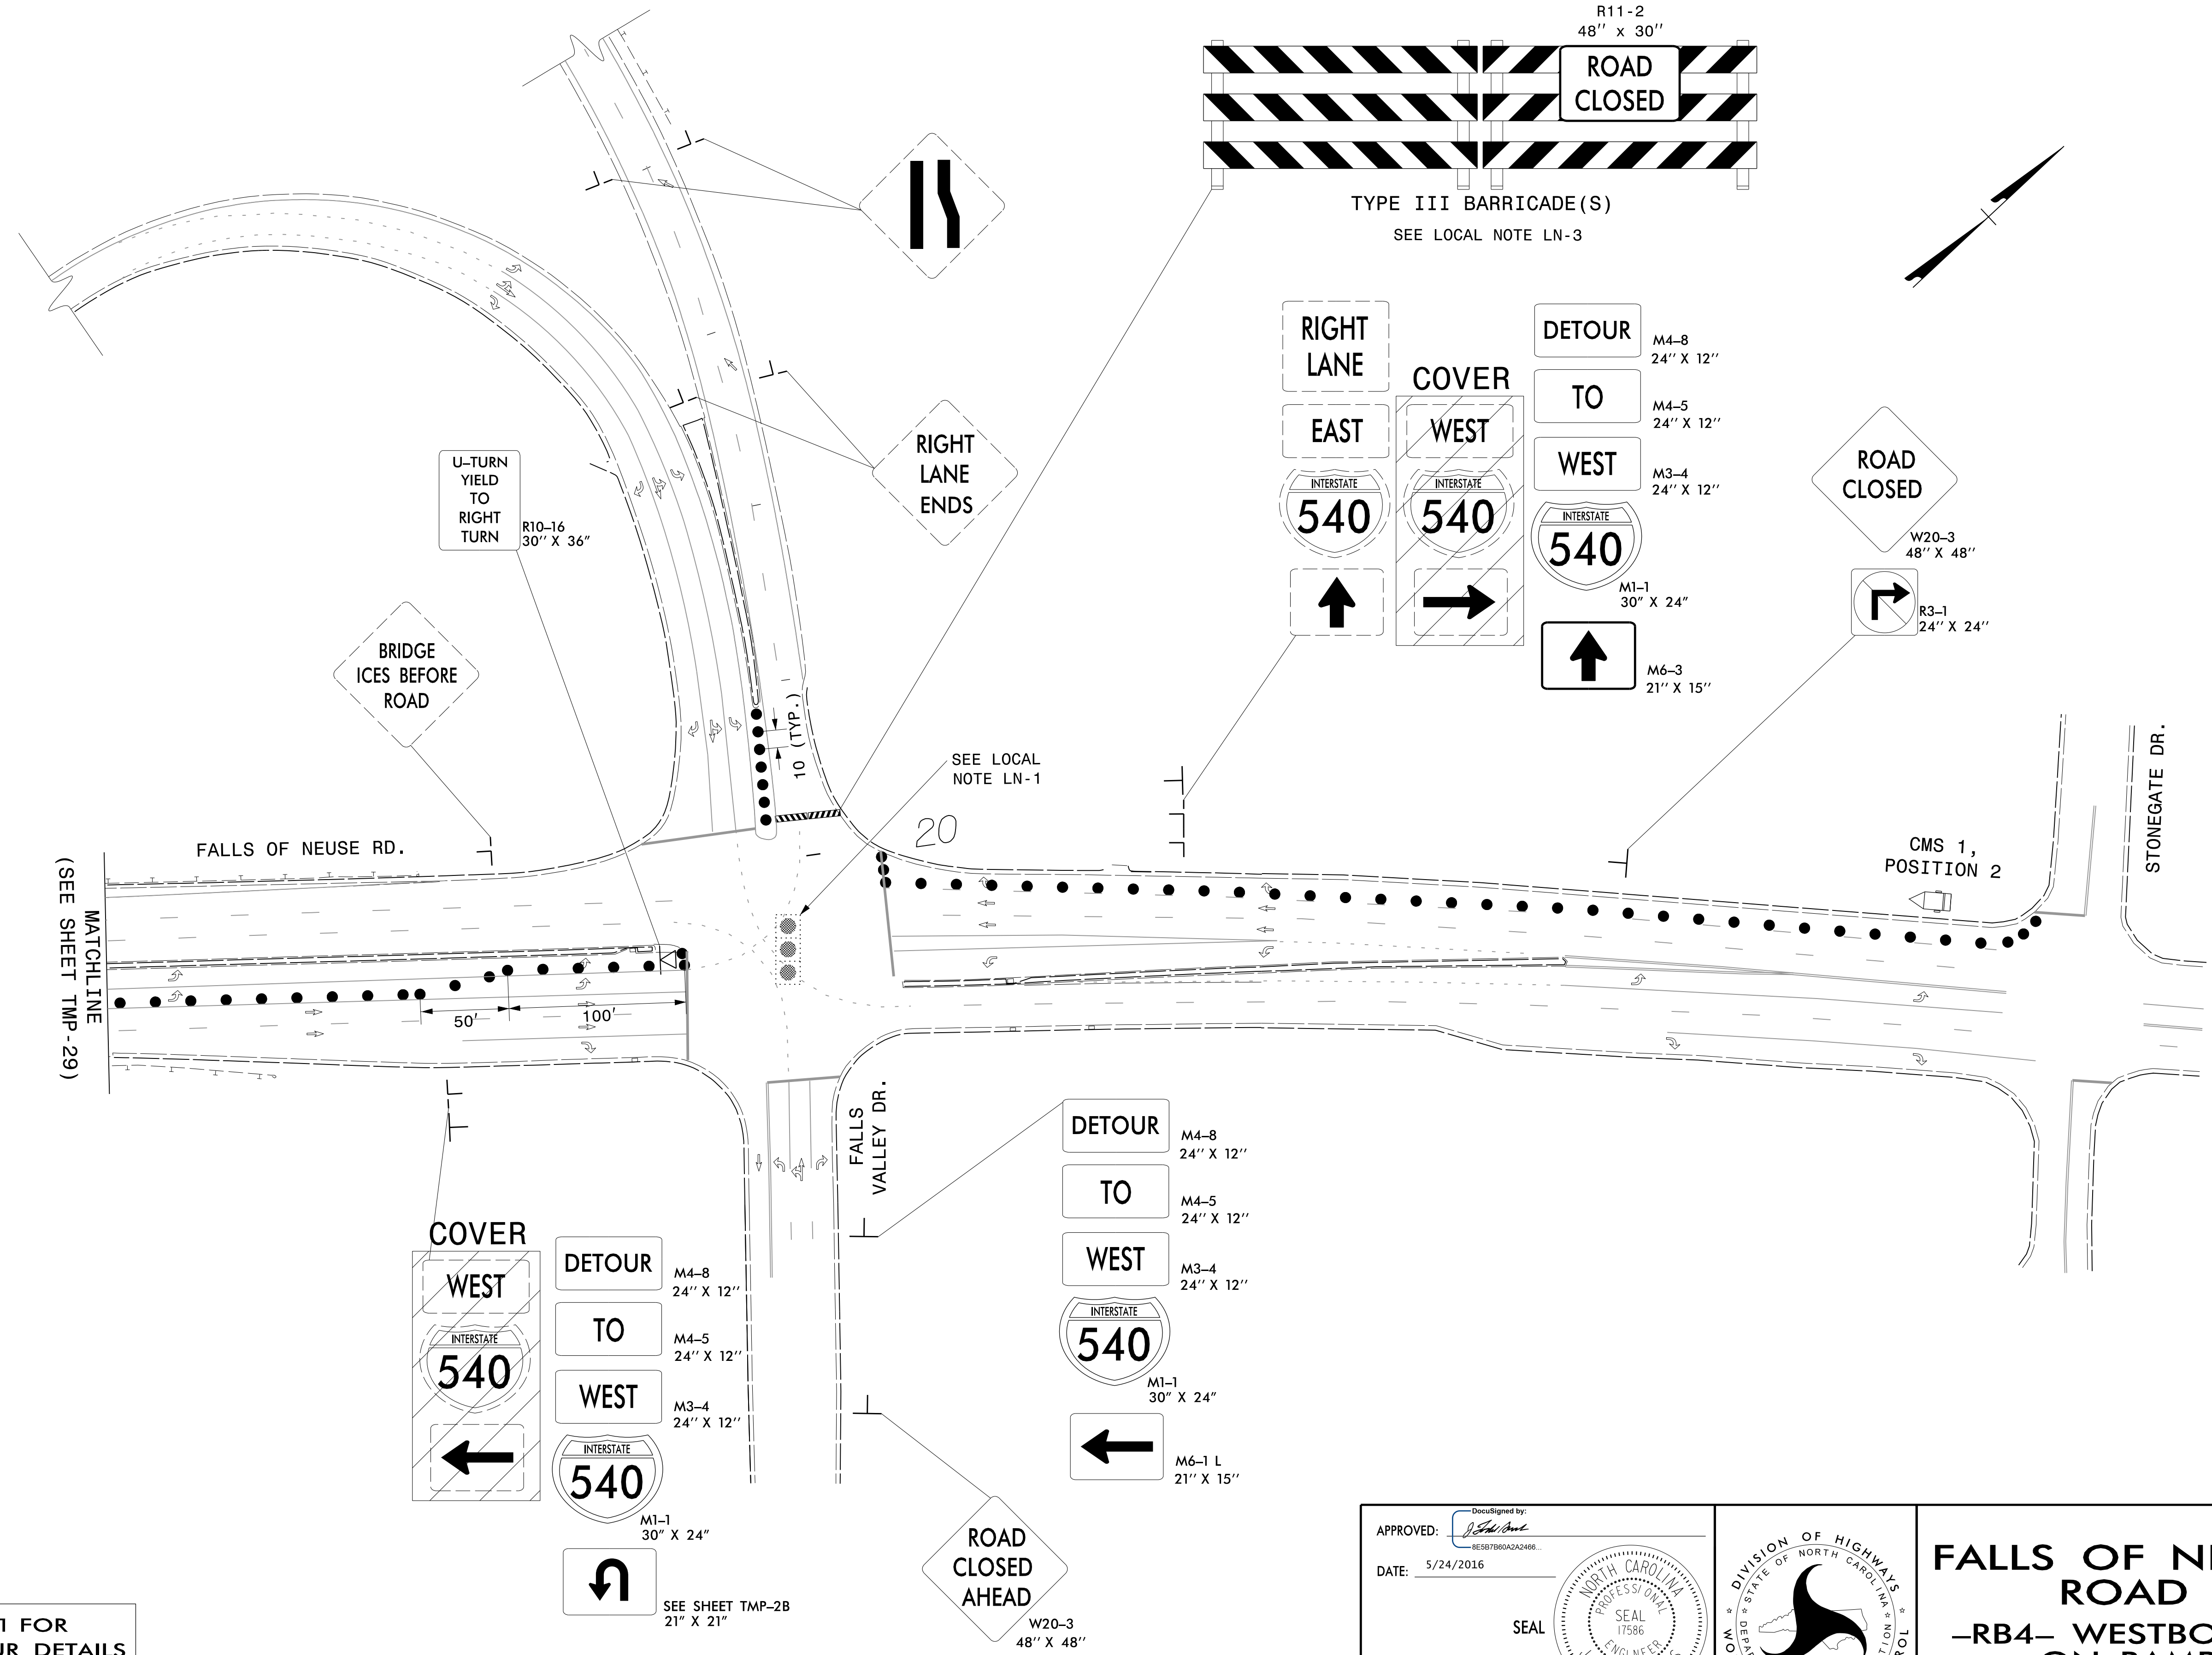 R11-2
48'' x 30''
ROAD
CLOSED
TYPE III BARRICADE(S)
SEE LOCAL NOTE LN-3
RIGHT
LANE
EAST
INTERSTATE
540
COVER
WEST
INTERSTATE
540
DETOUR
M4-8
24'' X 12''
TO
M4-5
24'' X 12''
WEST
M3-4
24'' X 12''
INTERSTATE
540
M1-1
30'' X 24''
M6-3
21'' X 15''
ROAD
CLOSED
W20-3
48'' X 48''
R3-1
24'' X 24''
RIGHT
LANE
ENDS
U-TURN
YIELD
TO
RIGHT
TURN
R10-16
30'' X 36''
BRIDGE
ICES BEFORE
ROAD
10 (TYP.)
SEE LOCAL
NOTE LN-1
20
FALLS OF NEUSE RD.
MATCHLINE
(SEE SHEET TMP-29)
CMS 1,
POSITION 2
STONEGATE DR.
50'
100'
FALLS
VALLEY DR.
COVER
WEST
INTERSTATE
540
DETOUR
M4-8
24'' X 12''
TO
M4-5
24'' X 12''
WEST
M3-4
24'' X 12''
INTERSTATE
540
M1-1
30'' X 24''
SEE SHEET TMP-2B
21'' X 21''
DETOUR
M4-8
24'' X 12''
TO
M4-5
24'' X 12''
WEST
M3-4
24'' X 12''
INTERSTATE
540
M1-1
30'' X 24''
M6-1 L
21'' X 15''
ROAD
CLOSED
AHEAD
W20-3
48'' X 48''
1 FOR
UR DETAILS
APPROVED:
DocuSigned by:
8E5B7B60A2A2466...
DATE: 5/24/2016
SEAL
NORTH CAROLINA
PROFESSIONAL
SEAL
17586
ENGINEER
DIVISION OF HIGHWAYS
STATE OF NORTH CAROLINA
FALLS OF N
ROAD
-RB4- WESTBO
ON RAMP